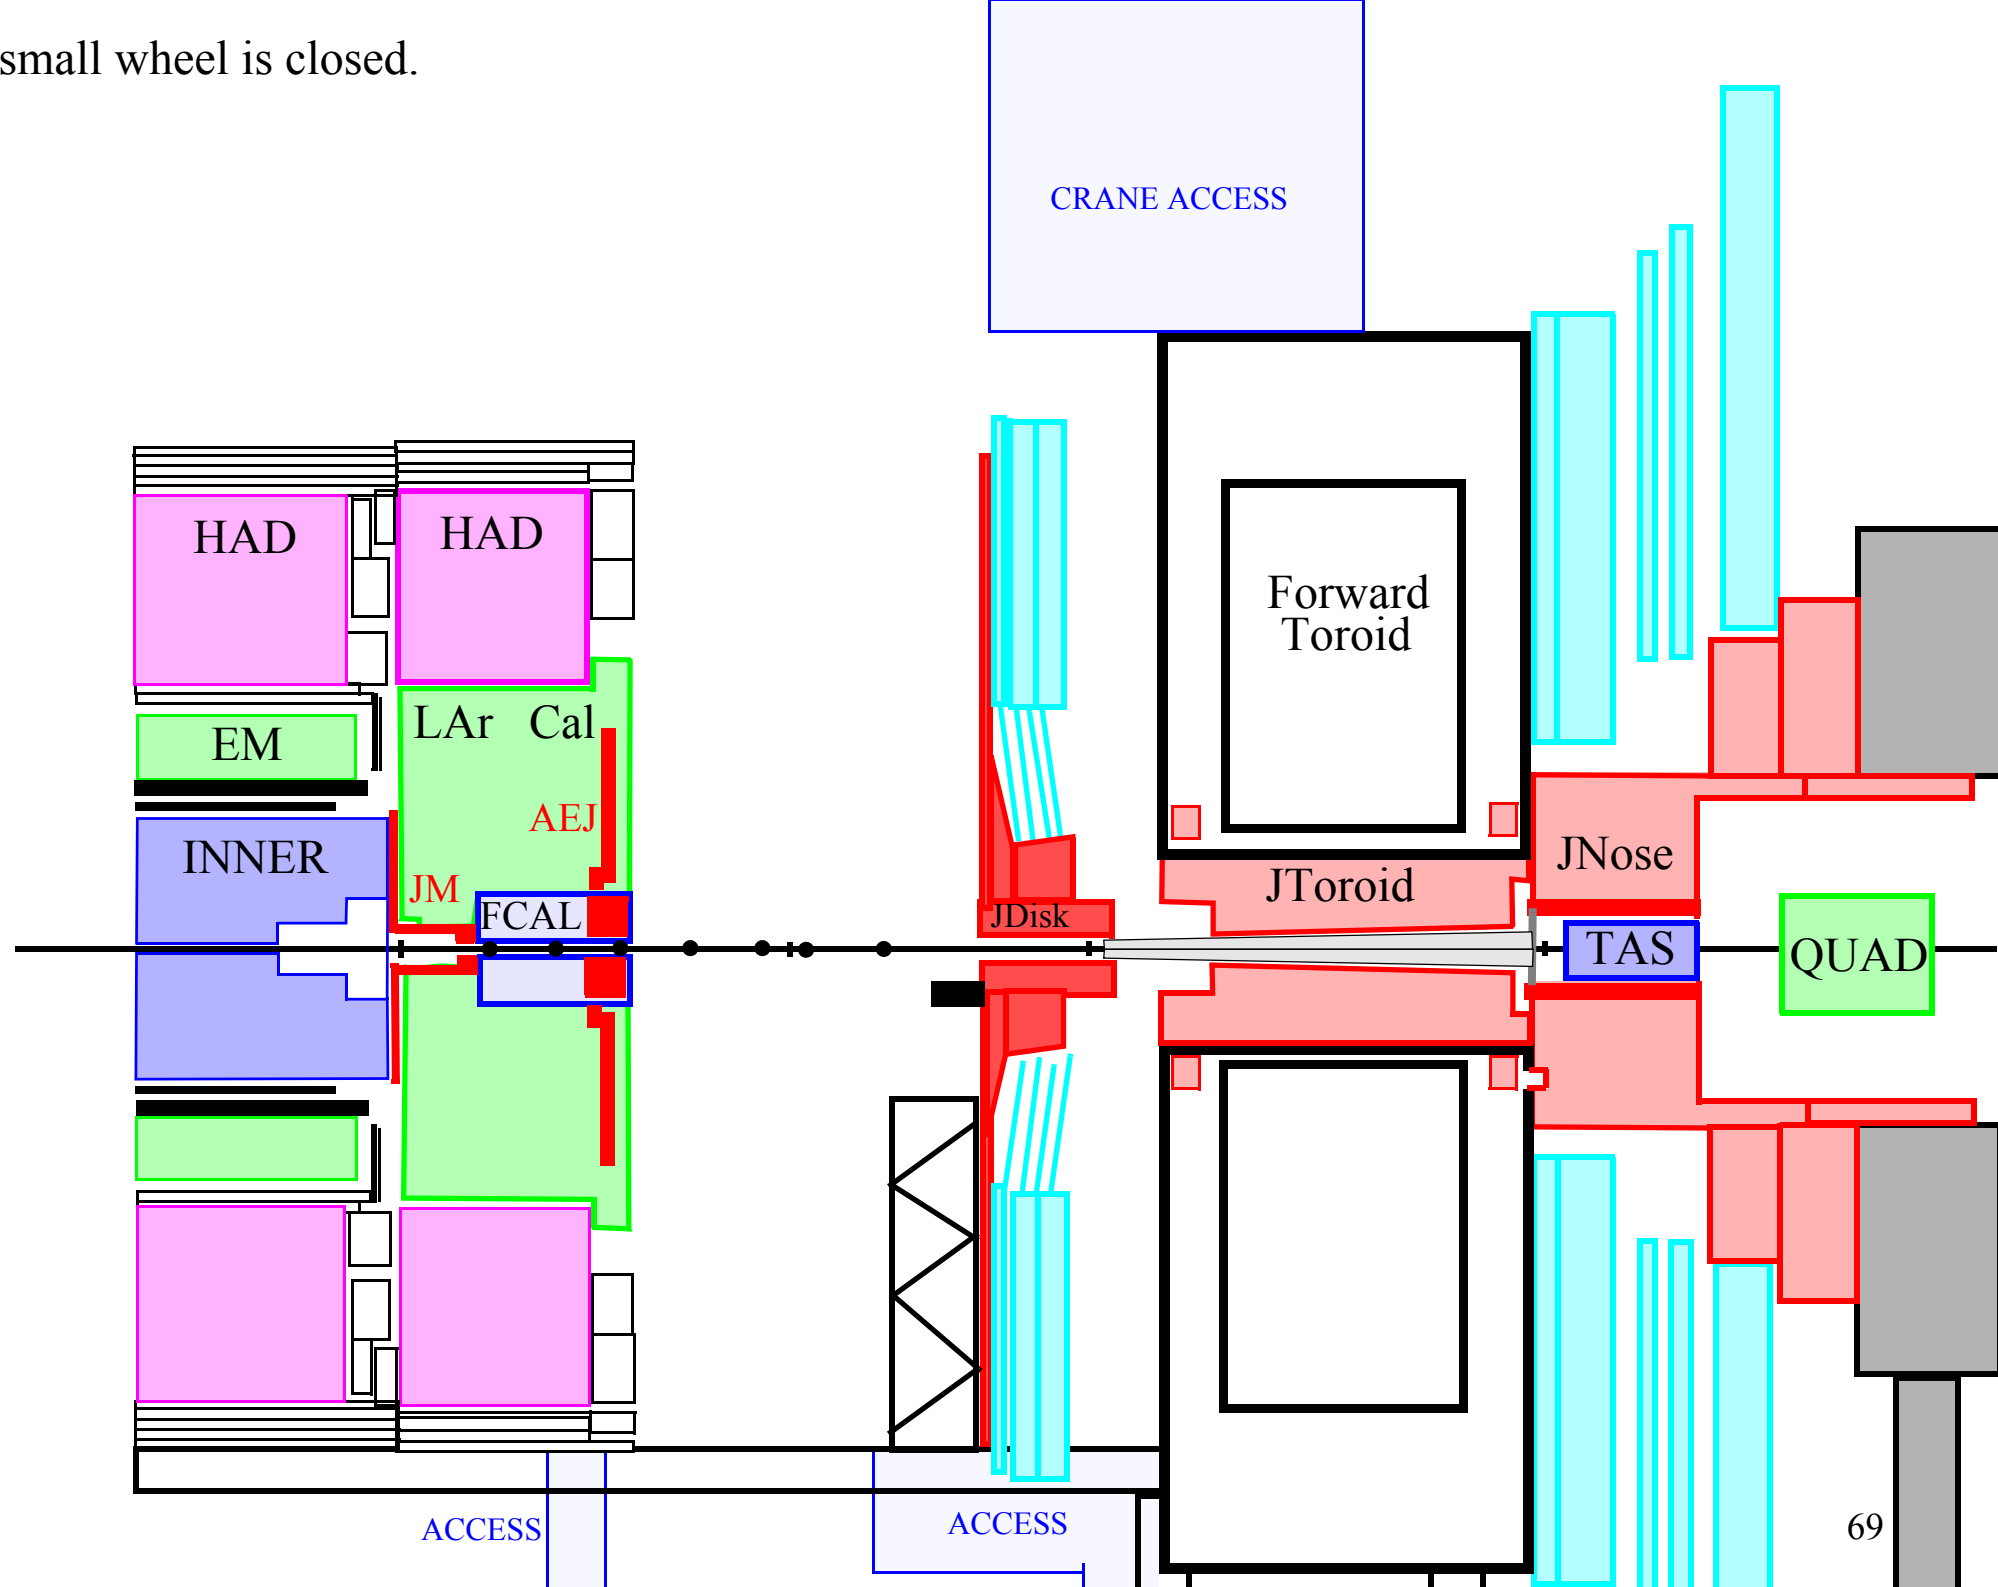 small wheel is closed.
CRANE ACCESS
HAD
HAD
Forward
Toroid
LAr Cal
EM
AEJ
INNER
JM
FCAL
JDisk
JToroid
JNose
TAS
QUAD
ACCESS
ACCESS
69